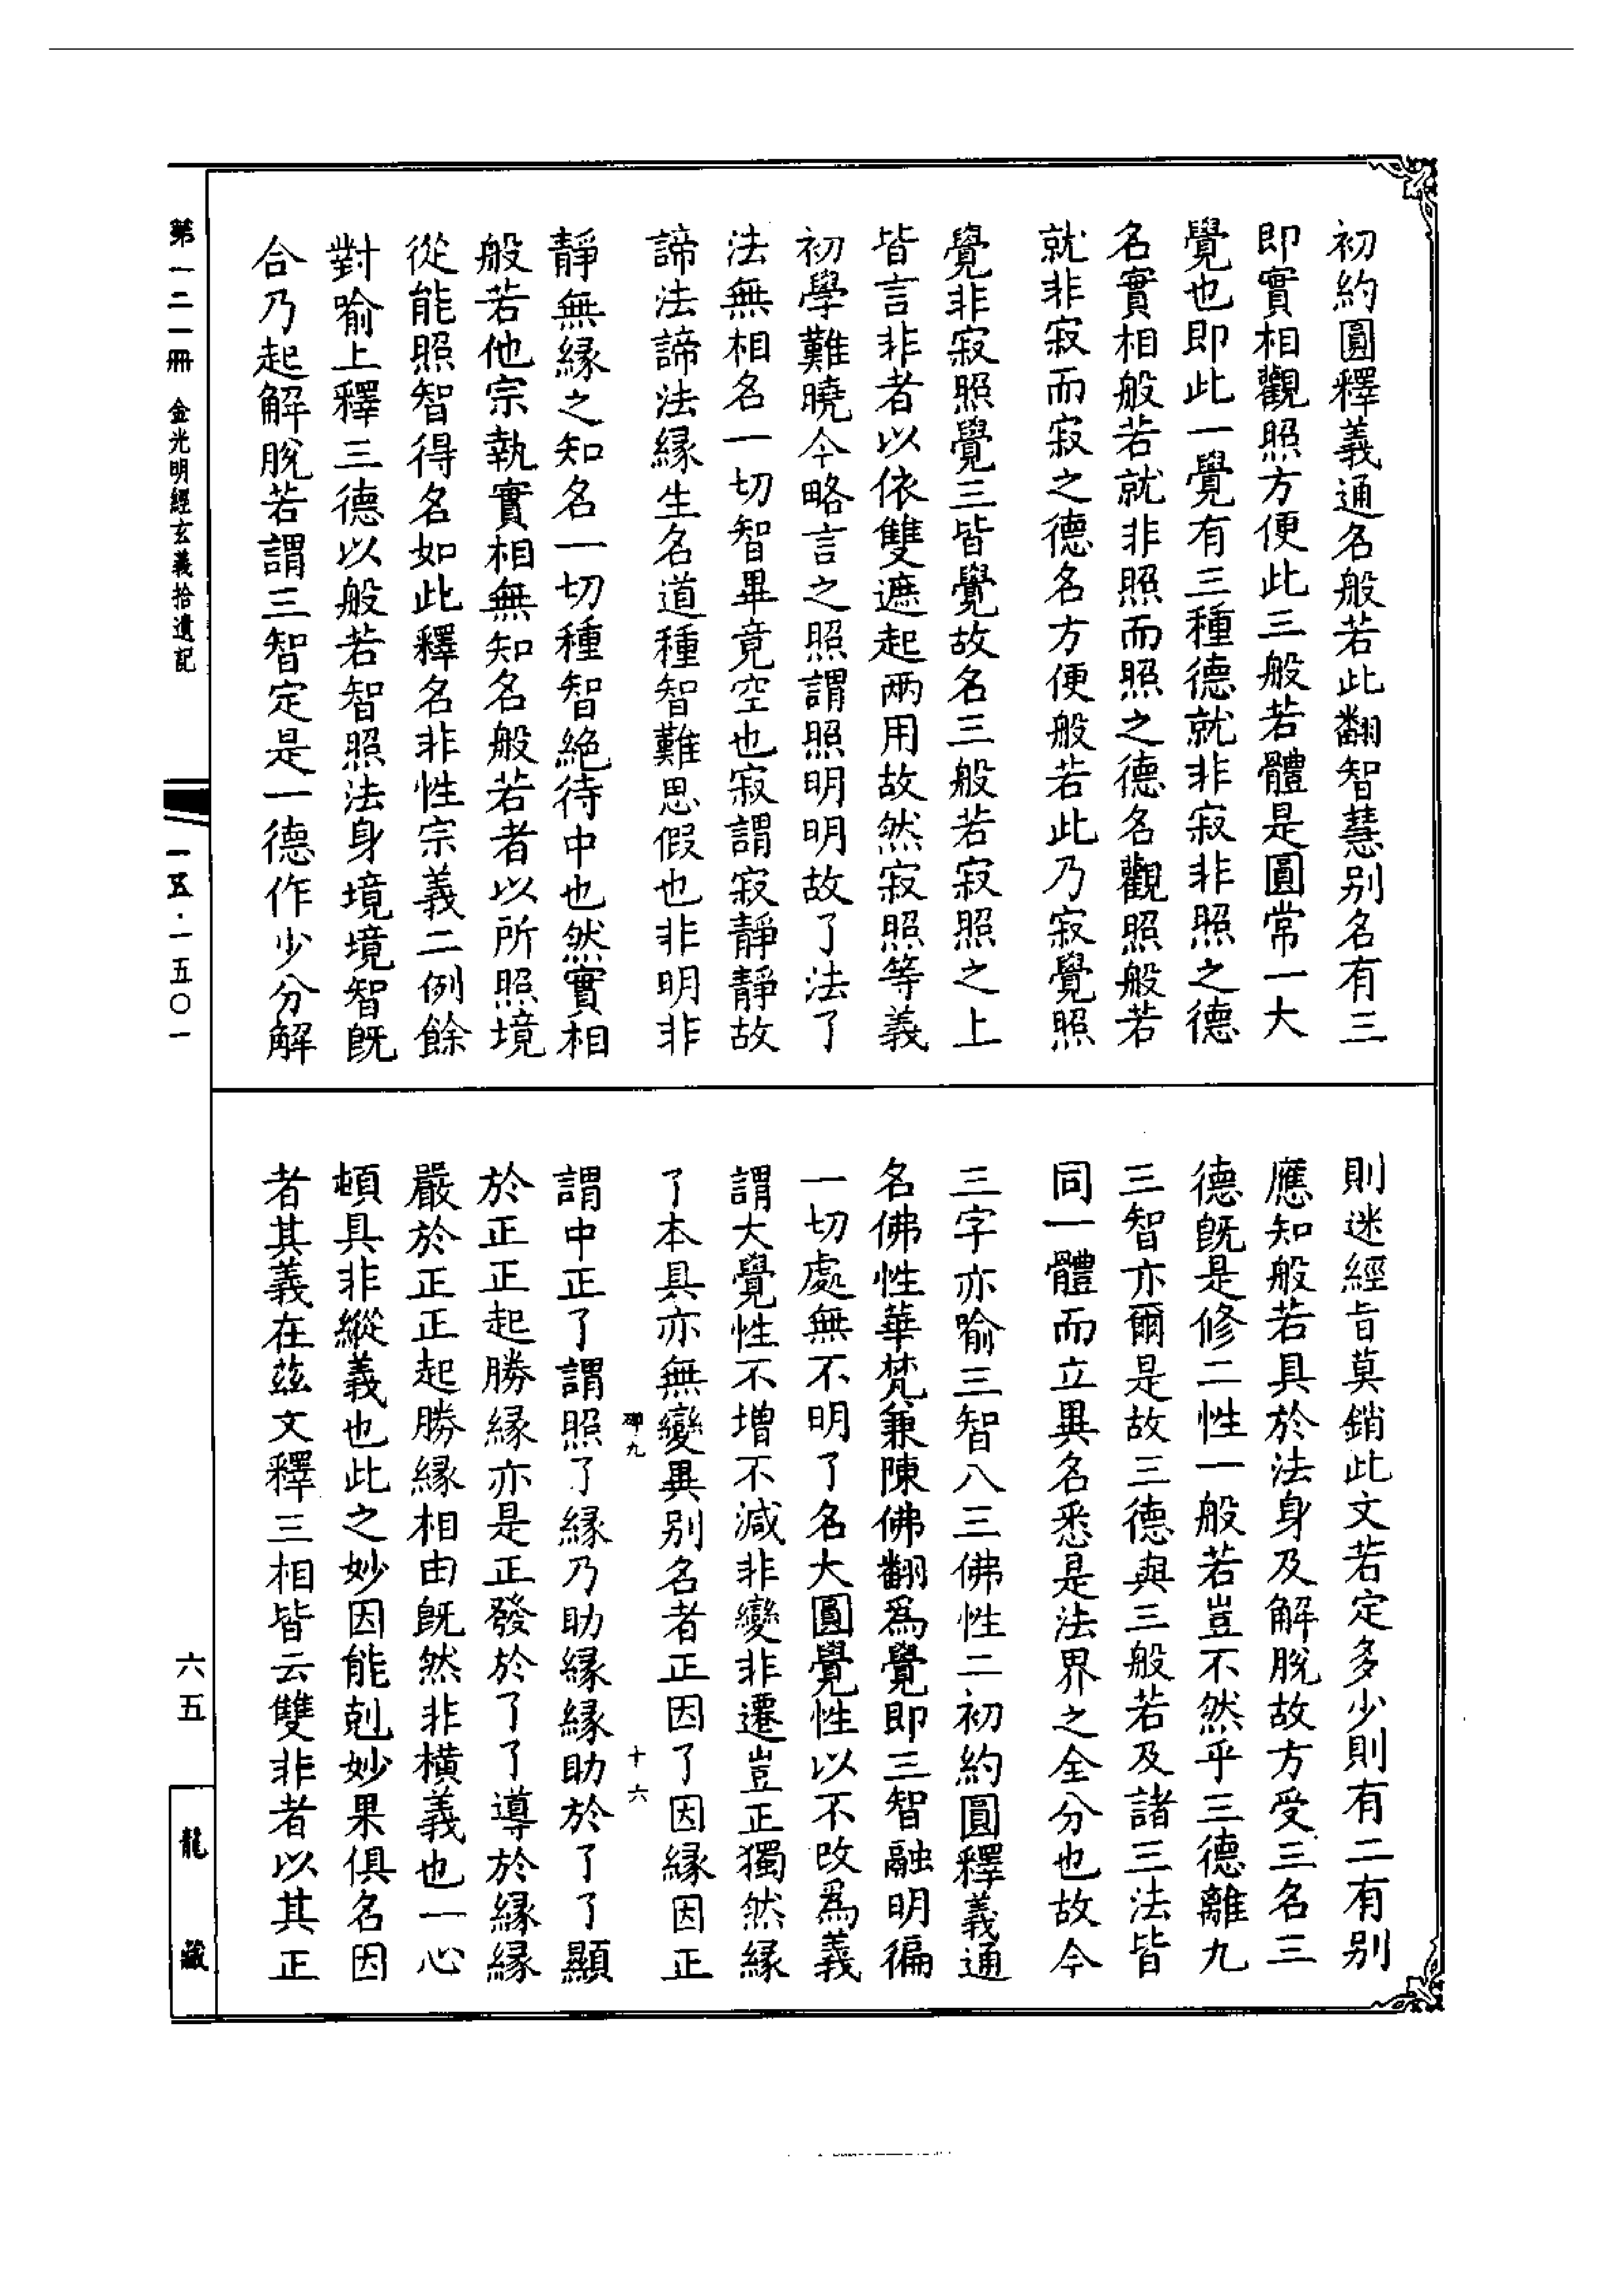 初約圓釋義通名般若此翻智慧别名有三
即實相觀照方便此三般若體是圓常一大
覺也即此一覺有三種德就非寂非照之德
名實相般若就非照而照之德名觀照般若
就非寂而寂之德名方便般若此乃寂覺照
覺非寂照覺三皆覺故名三般若寂照之上
皆言非者以依雙遮起两用故然寂照等義
初學難曉今略言之照謂照明明故了法了
法無相名一切智畢竟空也寂謂寂靜靜故
諦法諦法緣生名道種智難思假也非明非
靜無緣之知名一切種智絕待中也然實相
般若他宗執實相無知名般若者以所照境
從能照智得名如此釋名非性宗義二例餘
對喻上釋三德以般若智照法身境境智旣
合乃起解脫若謂三智定是一德作少分解
則迷經旨莫銷此文若定多少則有二有别
應知般若具於法身及解脫故方受三名三
德旣是修二性一般若豈不然乎三德離九
三智亦爾是故三德與三般若及諸三法皆
同一體而立異名悉是法界之全分也故今
三字亦喻三智八三佛性二初約圓釋義通
名佛性華梵兼陳佛翻爲覺即三智融明徧
一切處無不明了名大圓覺性以不改爲義
謂大覺性不增不減非變非遷豈正獨然緣
了本具亦無變異别名者正因了因緣因正
謂中正了謂照了緣乃助緣緣助於了了顯
於正正起勝緣亦是正發於了了導於緣緣
嚴於正正起勝緣相由旣然非橫義也一心
頓具非縱義也此之妙因能剋妙果俱名因
者其義在茲文釋三相皆云雙非者以其正
碑九
十六
第一二一冊 金光明經玄義拾遺記
一五·一五〇一
六五
龍藏